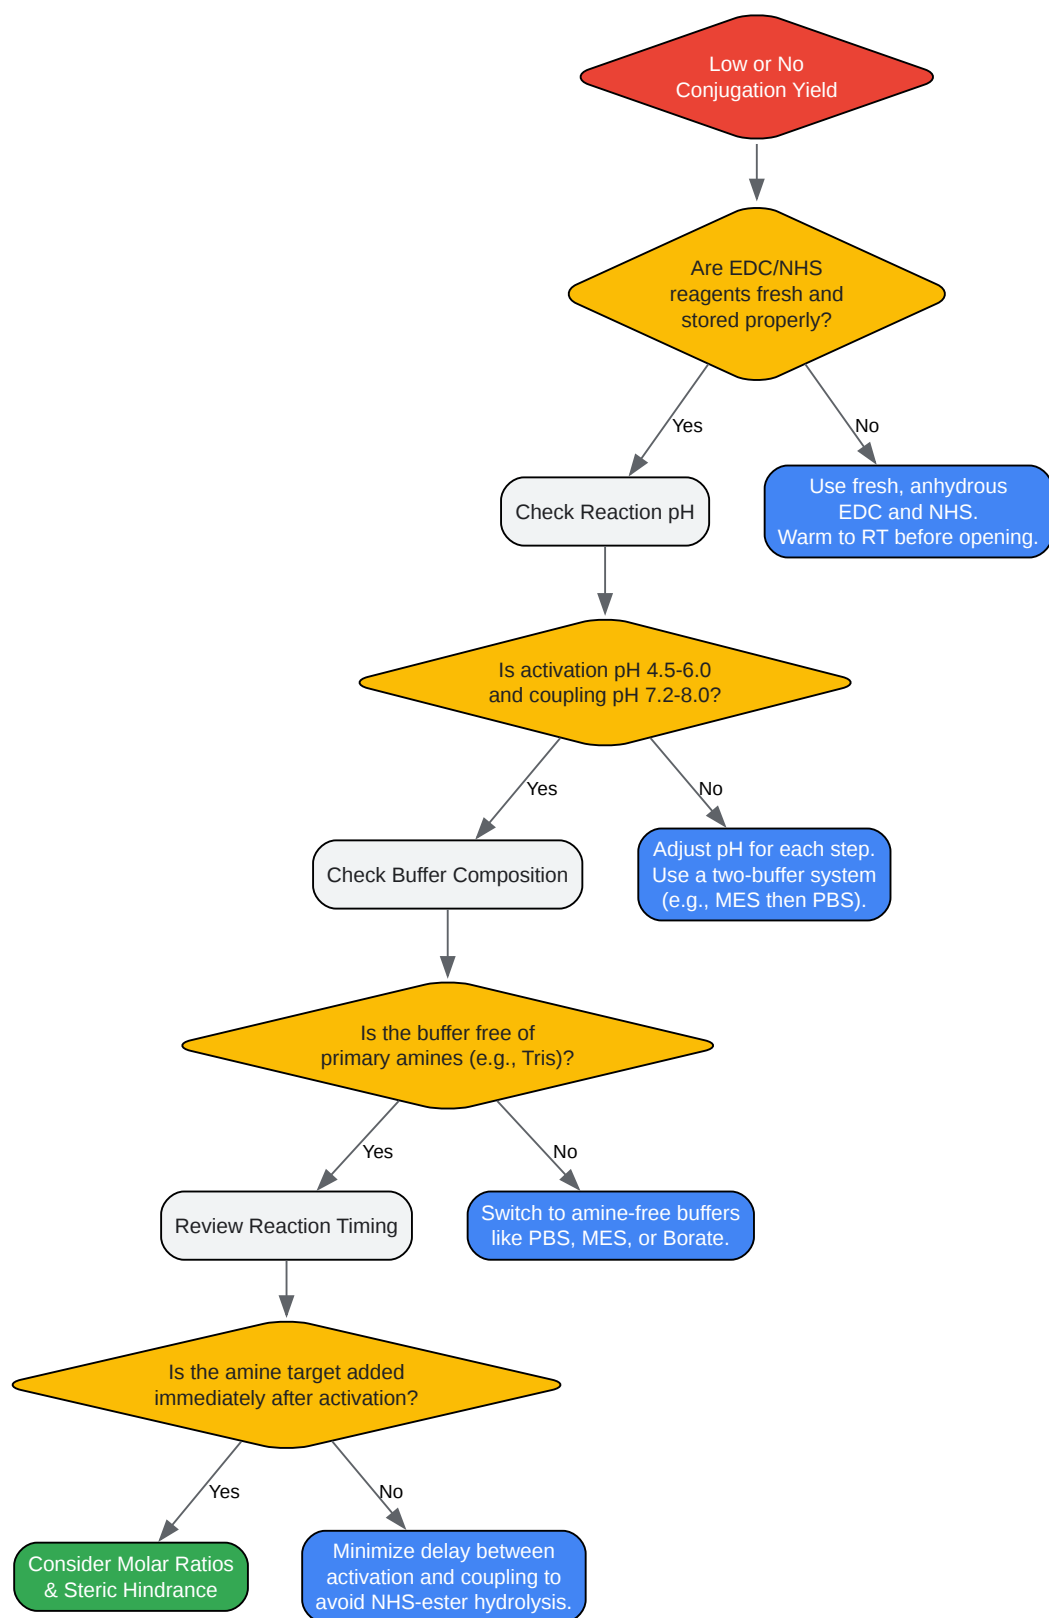 Low or No
Conjugation Yield
Are EDC/NHS
reagents fresh and
stored properly?
Yes
No
Check Reaction pH
Use fresh, anhydrous
EDC and NHS.
Warm to RT before opening.
Is activation pH 4.5-6.0
and coupling pH 7.2-8.0?
Yes
No
Check Buffer Composition
Adjust pH for each step.
Use a two-buffer system
(e.g., MES then PBS).
Is the buffer free of
primary amines (e.g., Tris)?
Yes
No
Review Reaction Timing
Switch to amine-free buffers
like PBS, MES, or Borate.
Is the amine target added
immediately after activation?
Yes
No
Consider Molar Ratios
& Steric Hindrance
Minimize delay between
activation and coupling to
avoid NHS-ester hydrolysis.